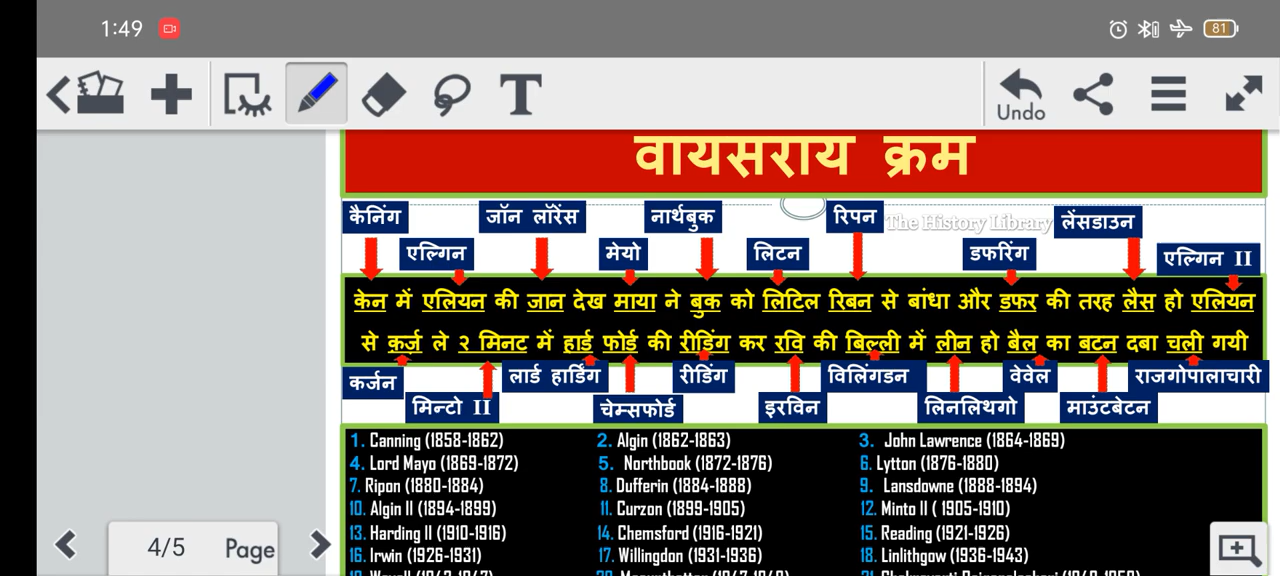 1:49
81
T
Undo
वायसराय क्रम
कैनिंग जॉन लॉरेंस नार्थबुक रिपन The History Library लेंसडाउन
एल्गिन मेयो लिटन डफरिंग एल्गिन II
केन में एलियन की जान देख माया ने बुक को लिटिल रिबन से बांधा और डफर की तरह लैस हो एलियन
से कर्ज ले २ मिनट में हार्ड फोर्ड की रीडिंग कर रवि की बिल्ली में लीन हो बैल का बटन दबा चली गयी
कर्जन लार्ड हार्डिंग रीडिंग विलिंगडन वेवेल राजगोपालाचारी
मिन्टो II चेम्सफोर्ड इरविन लिनलिथगो माउंटबेटन
1. Canning (1858-1862) 2. Algin (1862-1863) 3. John Lawrence (1864-1869)
4. Lord Mayo (1869-1872) 5. Northbook (1872-1876) 6. Lytton (1876-1880)
7. Ripon (1880-1884) 8. Dufferin (1884-1888) 9. Lansdowne (1888-1894)
10. Algin II (1894-1899) 11. Curzon (1899-1905) 12. Minto II ( 1905-1910)
13. Harding II (1910-1916) 14. Chemsford (1916-1921) 15. Reading (1921-1926)
16. Irwin (1926-1931) 17. Willingdon (1931-1936) 18. Linlithgow (1936-1943)
4/5 Page